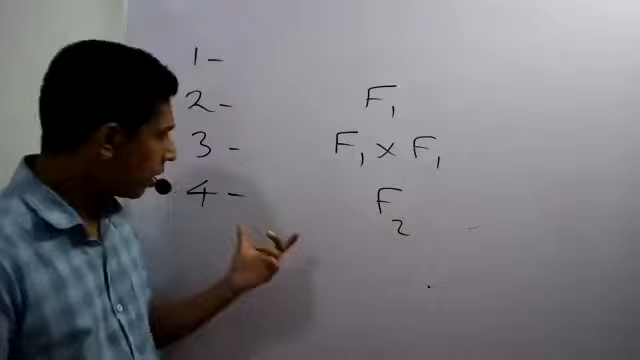 1 -
2 -
3 -
4 -
F₁
F₁ x F₁
F₂